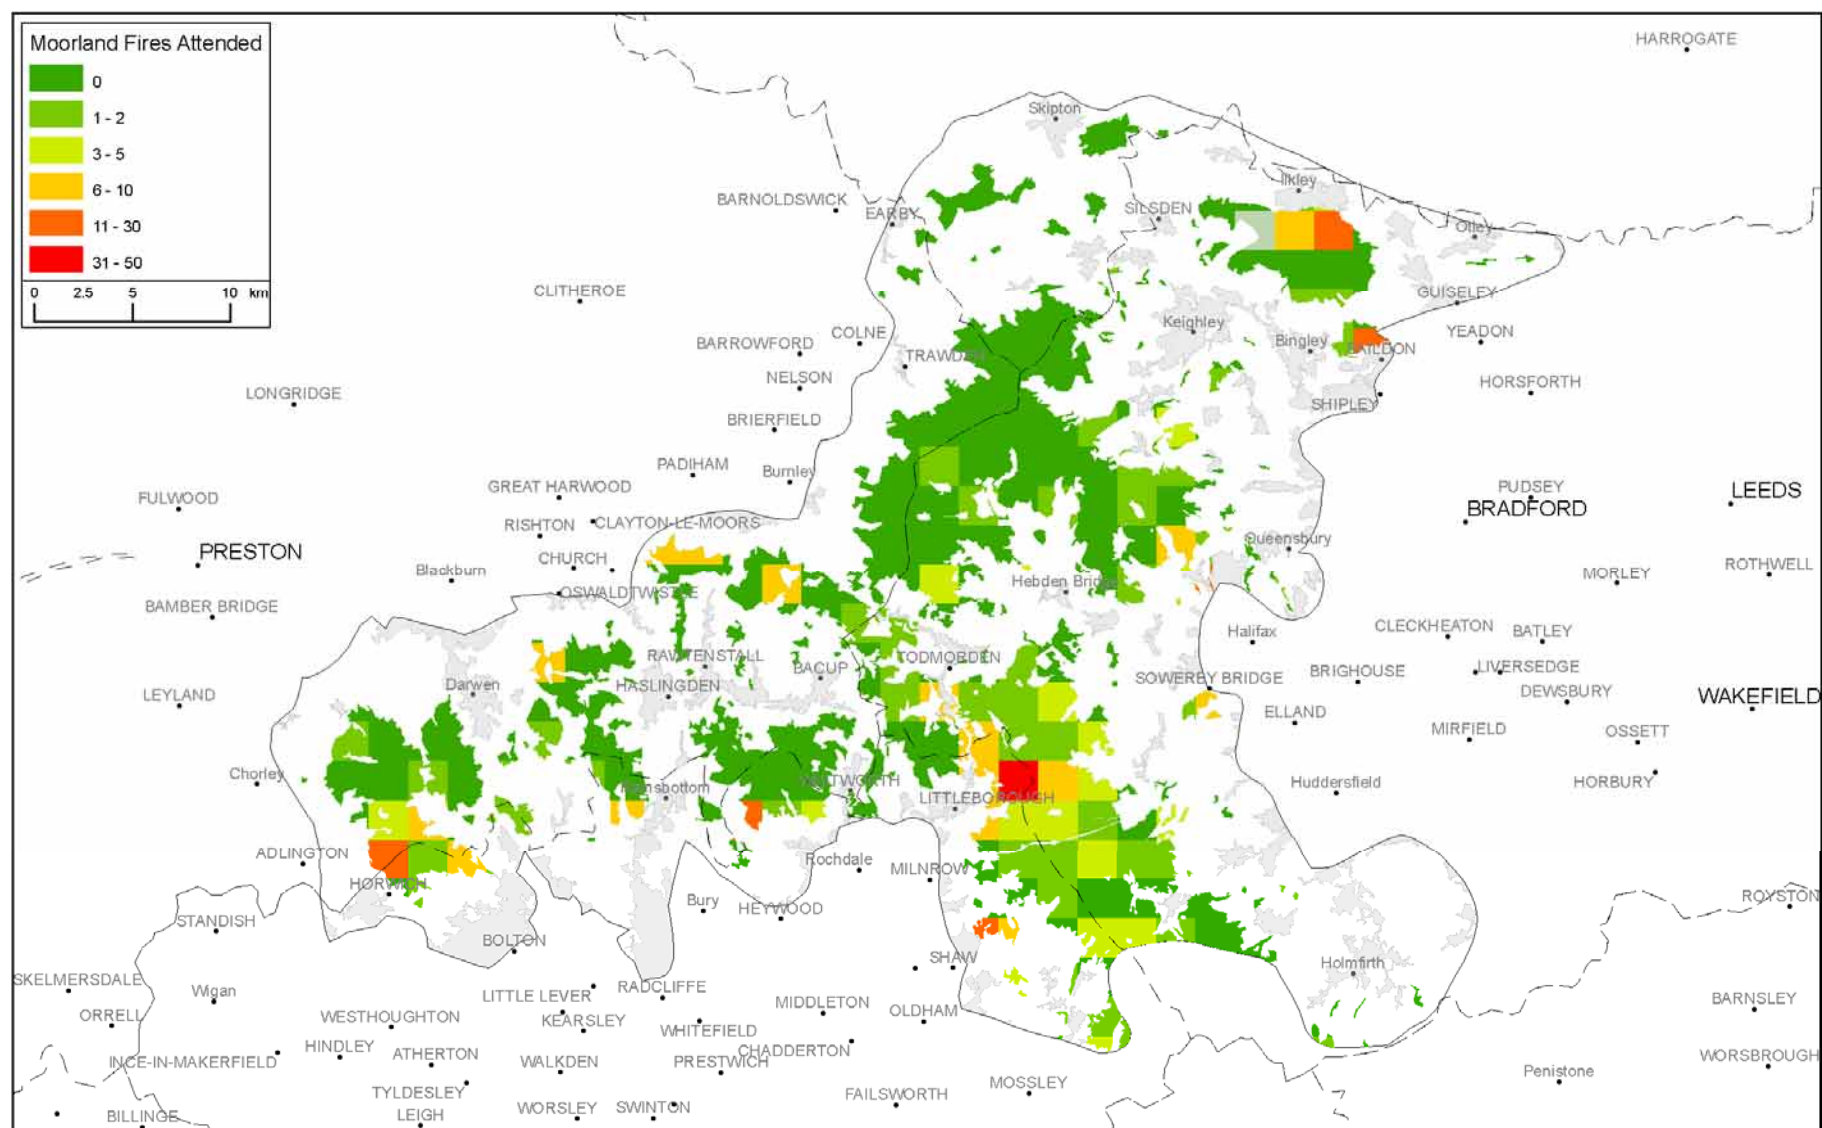 Moorland Fires Attended
0
1 - 2
3 - 5
6 - 10
11 - 30
31 - 50
0 2.5 5 10 km
HARROGATE
Skipton
Ilkley
BARNOLDSWICK
EARBY
SILSDEN
Otley
CLITHEROE
GUISELEY
Keighley
COLNE
YEADON
BARROWFORD
TRAWDEN
Bingley
BAILDON
NELSON
HORSFORTH
LONGRIDGE
SHIPLEY
BRIERFIELD
PADIHAM
Burnley
GREAT HARWOOD
PUDSEY
LEEDS
FULWOOD
BRADFORD
RISHTON
CLAYTON-LE-MOORS
Queensbury
PRESTON
CHURCH
ROTHWELL
Blackburn
MORLEY
Hebden Bridge
OSWALDTWISTLE
BAMBER BRIDGE
Halifax
CLECKHEATON
BATLEY
RAWTENSTALL
TODMORDEN
BACUP
LIVERSEDGE
BRIGHOUSE
SOWERBY BRIDGE
HASLINGDEN
Darwen
DEWSBURY
LEYLAND
WAKEFIELD
ELLAND
MIRFIELD
OSSETT
Chorley
WHITWORTH
Huddersfield
HORBURY
Ramsbottom
LITTLEBOROUGH
ADLINGTON
Rochdale
MILNROW
HORWICH
ROYSTON
Bury
HEYWOOD
STANDISH
BOLTON
SHAW
Holmfirth
SKELMERSDALE
Wigan
RADCLIFFE
LITTLE LEVER
BARNSLEY
MIDDLETON
ORRELL
WESTHOUGHTON
KEARSLEY
OLDHAM
WHITEFIELD
HINDLEY
ATHERTON
CHADDERTON
INCE-IN-MAKERFIELD
WALKDEN
PRESTWICH
WORSBROUGH
Penistone
MOSSLEY
TYLDESLEY
FAILSWORTH
LEIGH
WORSLEY
SWINTON
BILLINGE